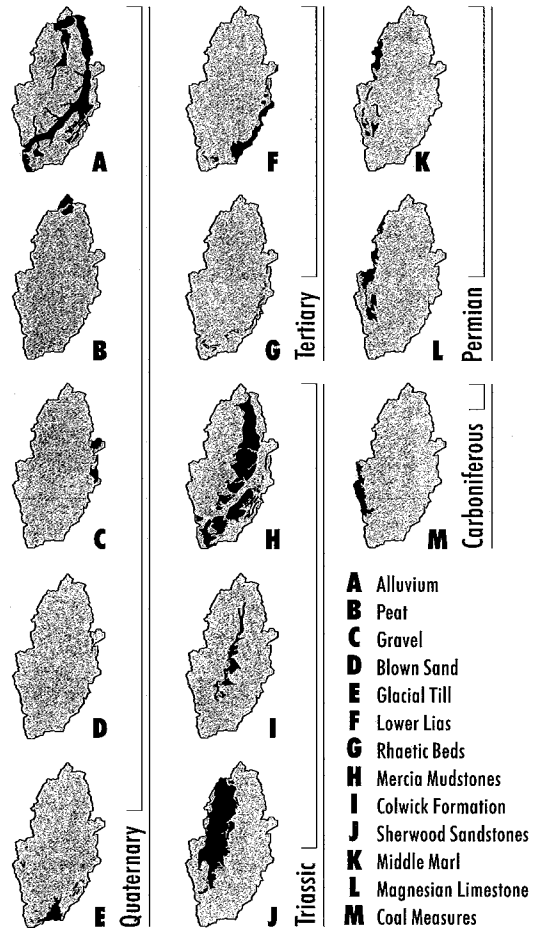 A
B
C
D
E
Quaternary
F
G
Tertiary
H
I
J
Triassic
K
L
Permian
M
Carboniferous
A Alluvium
B Peat
C Gravel
D Blown Sand
E Glacial Till
F Lower Lias
G Rhaetic Beds
H Mercia Mudstones
I Colwick Formation
J Sherwood Sandstones
K Middle Marl
L Magnesian Limestone
M Coal Measures